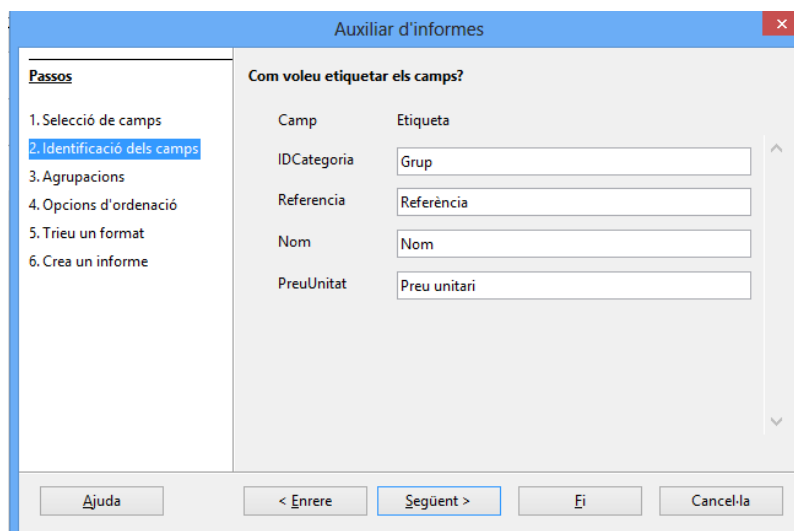 Auxiliar d'informes
Passos
1. Selecció de camps
2. Identificació dels camps
3. Agrupacions
4. Opcions d'ordenació
5. Trieu un format
6. Crea un informe
Com voleu etiquetar els camps?
Camp Etiqueta
IDCategoria Grup
Referencia Referència
Nom Nom
PreuUnitat Preu unitari
Ajuda < Enrere Següent > Fi Cancel·la